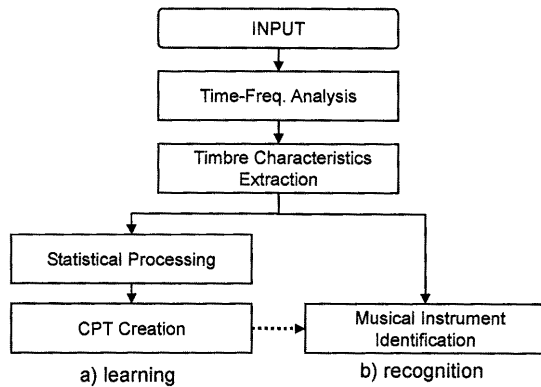 INPUT
Time-Freq. Analysis
Timbre Characteristics
Extraction
Statistical Processing
CPT Creation
Musical Instrument
Identification
a) learning
b) recognition